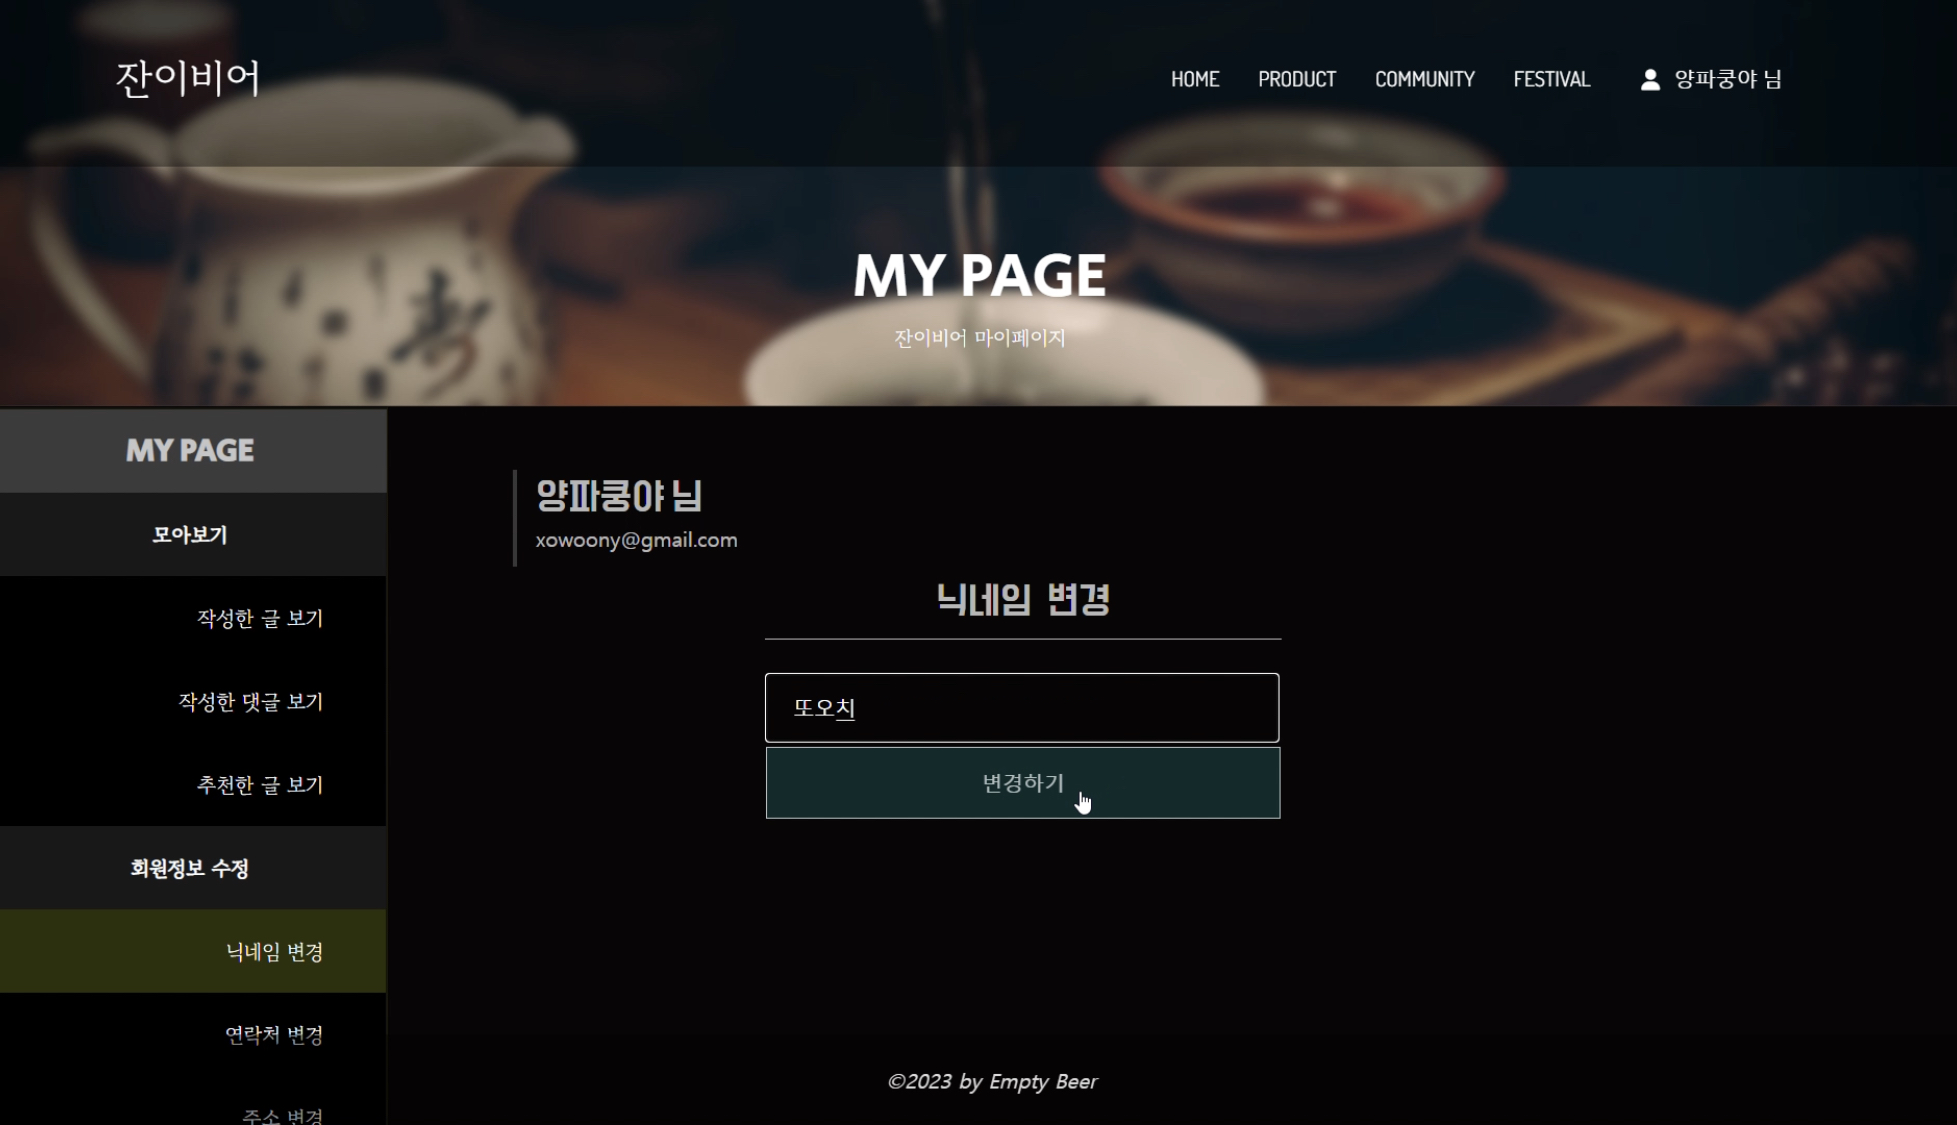 잔이비어
HOME PRODUCT COMMUNITY FESTIVAL 양파쿵야 님
MY PAGE
잔이비어 마이페이지
MY PAGE
모아보기
작성한 글 보기
작성한 댓글 보기
추천한 글 보기
회원정보 수정
닉네임 변경
연락처 변경
주소 변경
양파쿵야 님
xowoony@gmail.com
닉네임 변경
또오치
변경하기
©2023 by Empty Beer